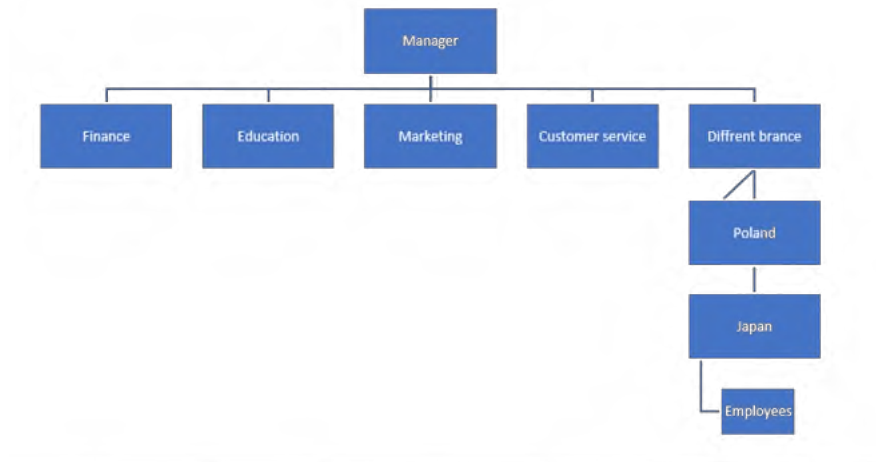 Manager
Finance
Education
Marketing
Customer service
Diffrent brance
Poland
Japan
Employees